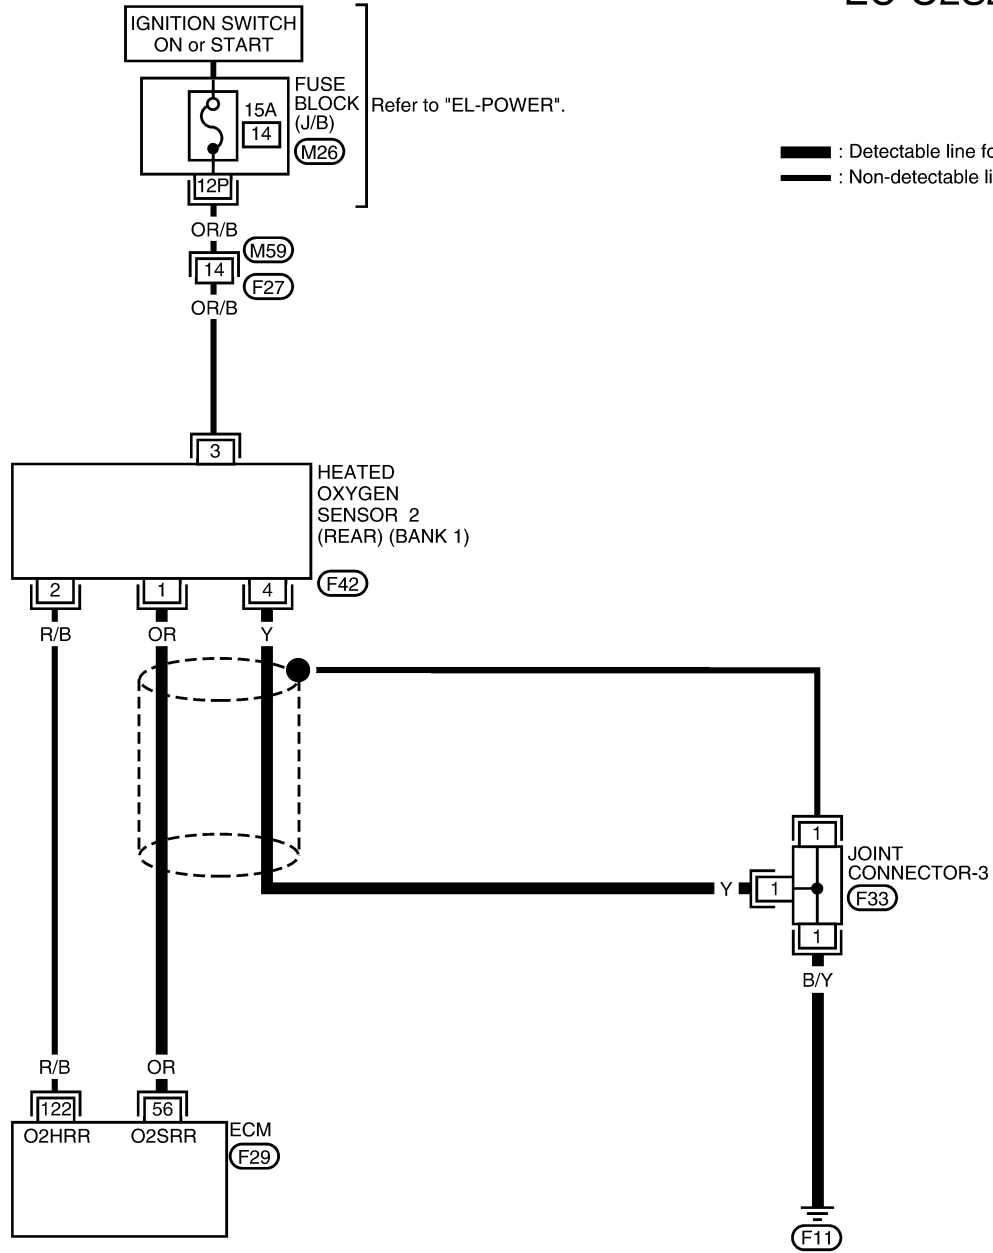 IGNITION SWITCH
ON or START
FUSE
BLOCK
(J/B)
Refer to "EL-POWER".
15A
14
M26
12P
: Detectable line fo
: Non-detectable li
OR/B
M59
14
F27
OR/B
3
HEATED
OXYGEN
SENSOR 2
(REAR) (BANK 1)
2
1
4
F42
R/B
OR
Y
1
JOINT
CONNECTOR-3
Y
1
F33
1
B/Y
R/B
OR
122
56
O2HRR
O2SRR
ECM
F29
F11